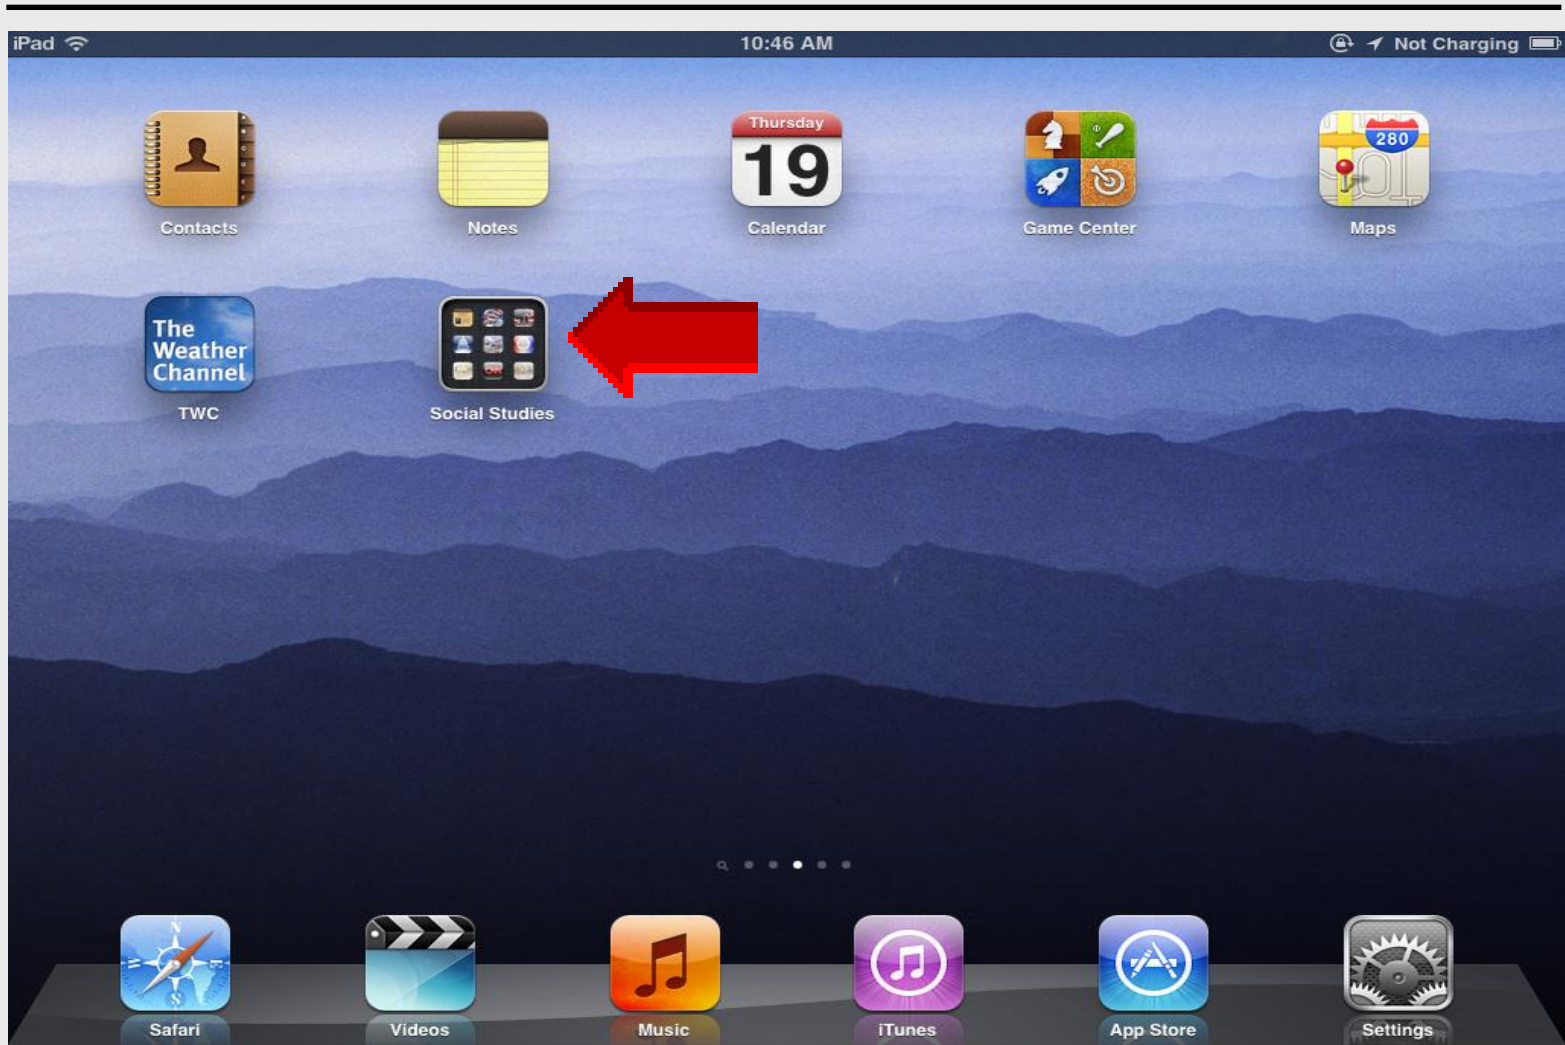 iPad 10:46 AM Not Charging
Thursday
19
280
Contacts Notes Calendar Game Center Maps
The
Weather
Channel
TWC Social Studies
Safari Videos Music iTunes App Store Settings